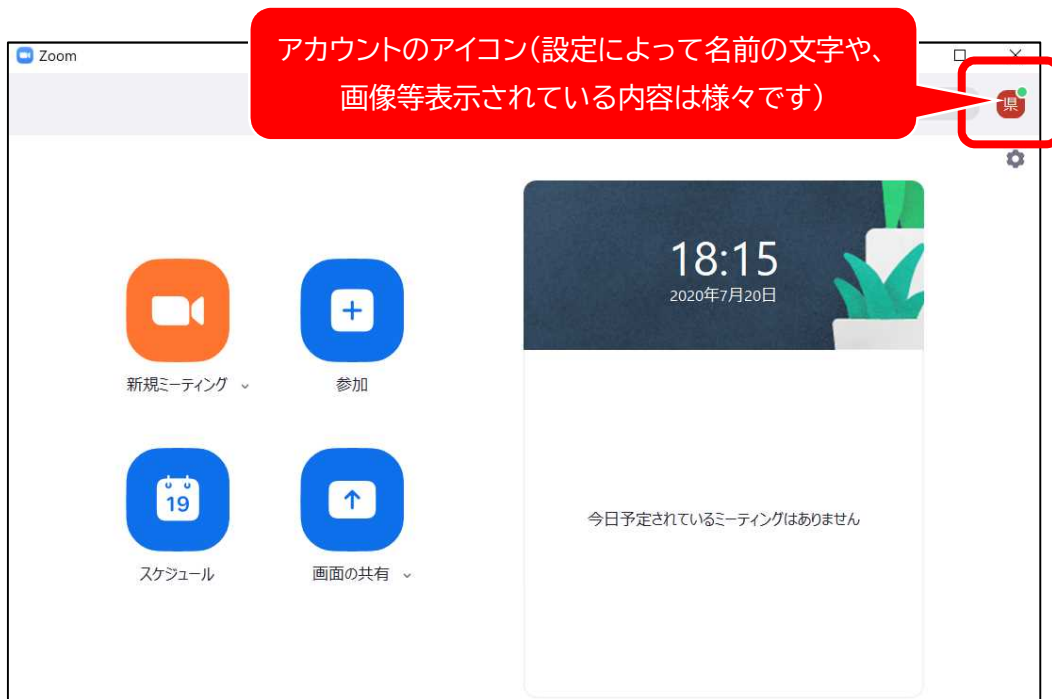 Zoom
アカウントのアイコン(設定によって名前の文字や、
画像等表示されている内容は様々です)
県
18:15
2020年7月20日
新規ミーティング
参加
19
スケジュール
画面の共有
今日予定されているミーティングはありません